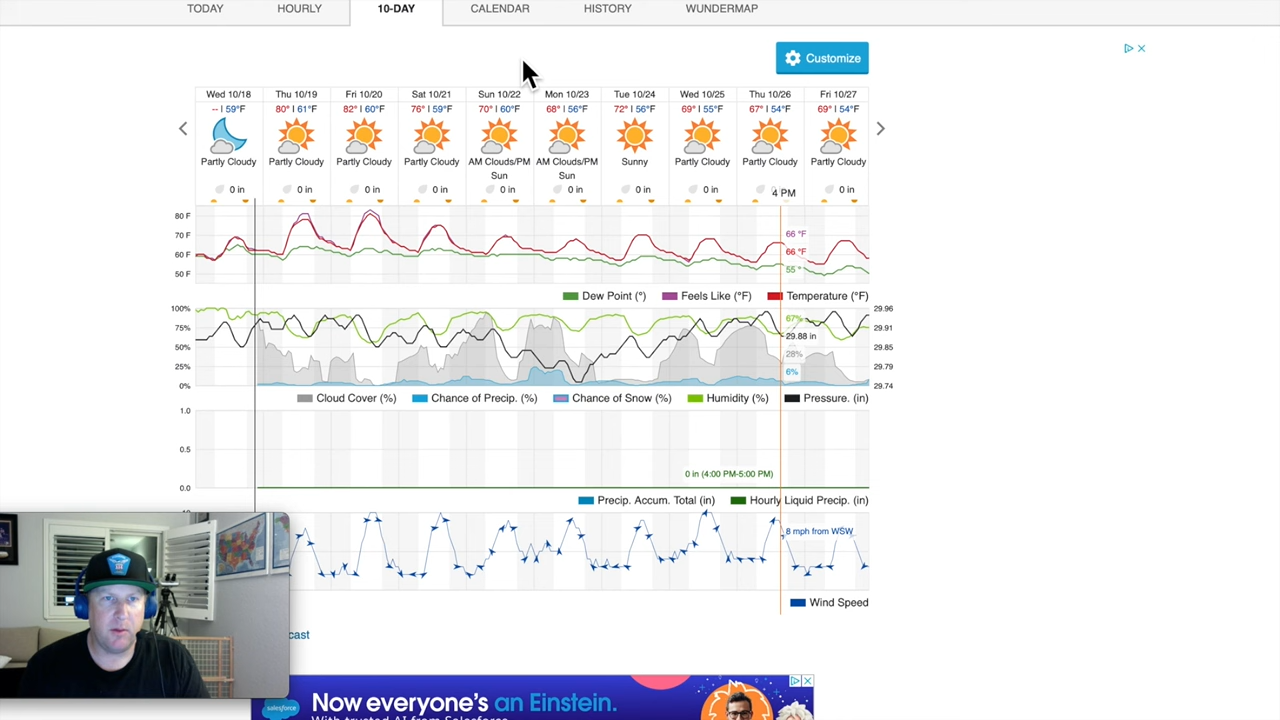 TODAY HOURLY 10-DAY CALENDAR HISTORY WUNDERMAP
Customize
Wed 10/18 Thu 10/19 Fri 10/20 Sat 10/21 Sun 10/22 Mon 10/23 Tue 10/24 Wed 10/25 Thu 10/26 Fri 10/27
-- | 59°F 80° | 61°F 82° | 60°F 76° | 59°F 70° | 60°F 68° | 56°F 72° | 56°F 69° | 55°F 67° | 54°F 69° | 54°F
Partly Cloudy Partly Cloudy Partly Cloudy Partly Cloudy AM Clouds/PM AM Clouds/PM Sunny Partly Cloudy Partly Cloudy Partly Cloudy
Sun Sun
0 in 0 in 0 in 0 in 0 in 0 in 0 in 0 in 0 in
4 PM
80 F
70 F
60 F
50 F
66 °F
66 °F
55 °
Dew Point (°) Feels Like (°F) Temperature (°F)
100% 29.96
75% 29.91
50% 29.85
25% 29.79
0% 29.74
67%
29.88 in
28%
6%
Cloud Cover (%) Chance of Precip. (%) Chance of Snow (%) Humidity (%) Pressure. (in)
1.0
0.5
0.0
0 in (4:00 PM-5:00 PM)
Precip. Accum. Total (in) Hourly Liquid Precip. (in)
8 mph from WSW
Wind Speed
cast
salesforce
Now everyone's an Einstein.
With trusted AI from Salesforce